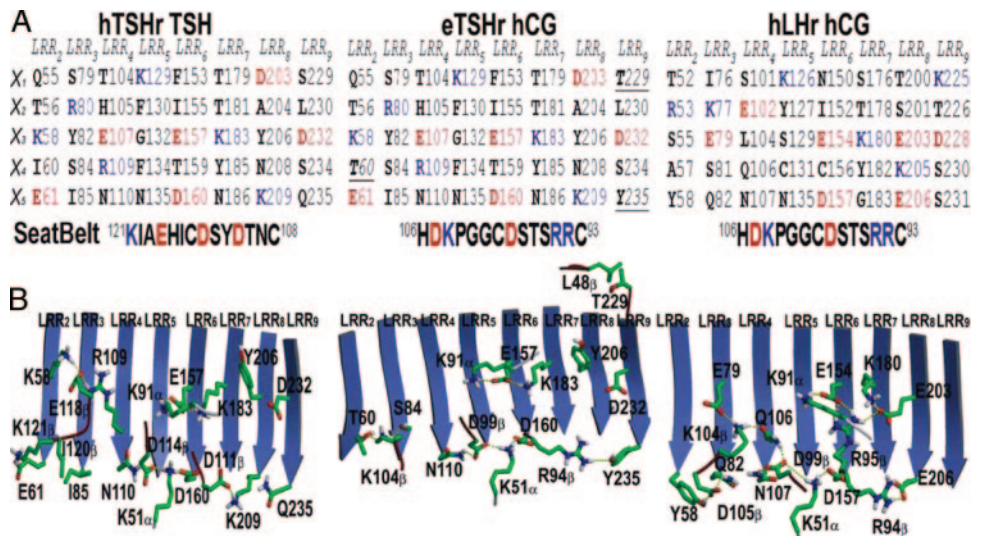 A hTSHr TSH eTSHr hCG hLHr hCG
LRR2 LRR3 LRR4 LRR5 LRR6 LRR7 LRR8 LRR9 LRR2 LRR3 LRR4 LRR5 LRR6 LRR7 LRR8 LRR9 LRR2 LRR3 LRR4 LRR5 LRR6 LRR7 LRR8 LRR9
X1 Q55 S79 T104 K129 F153 T179 D203 S229 Q55 S79 T104 K129 F153 T179 D233 T229 T52 I76 S101 K126 N150 S176 T200 K225
X2 T56 R80 H105 F130 I155 T181 A204 L230 T56 R80 H105 F130 I155 T181 A204 L230 R53 K77 E102 Y127 I152 T178 S201 T226
X3 K58 Y82 E107 G132 E157 K183 Y206 D232 K58 Y82 E107 G132 E157 K183 Y206 D232 S55 E79 L104 S129 E154 K180 E203 D228
X4 I60 S84 R109 F134 T159 Y185 N208 S234 T60 S84 R109 F134 T159 Y185 N208 S234 A57 S81 Q106 C131 C156 Y182 K205 S230
X5 E61 I85 N110 N135 D160 N186 K209 Q235 E61 I85 N110 N135 D160 N186 K209 Y235 Y58 Q82 N107 N135 D157 G183 E206 S231
SeatBelt 121KIAEHICDSYDTNC108 106HDKPGGCDSTSRRC93 106HDKPGGCDSTSRRC93
B
LRR2 LRR3 LRR4 LRR5 LRR6 LRR7 LRR8 LRR9
R109
K58
K91α
E157
Y206
K183
D232
E118β
K121β
I120β
D114β
D111β
E61
I85
N110
D160
K51α
K209
Q235
L48β
T229
LRR2 LRR3 LRR4 LRR5 LRR6 LRR7 LRR8 LRR9
K91α
E157
Y206
K183
D232
T60
S84
D99β
D160
K104β
N110
K51α
R94β
Y235
LRR2 LRR3 LRR4 LRR5 LRR6 LRR7 LRR8 LRR9
E79
K91α
E154
K180
E203
K104β
Q106
D99β
R95β
Q82
Y58
D105β
N107
K51α
D157
E206
R94β